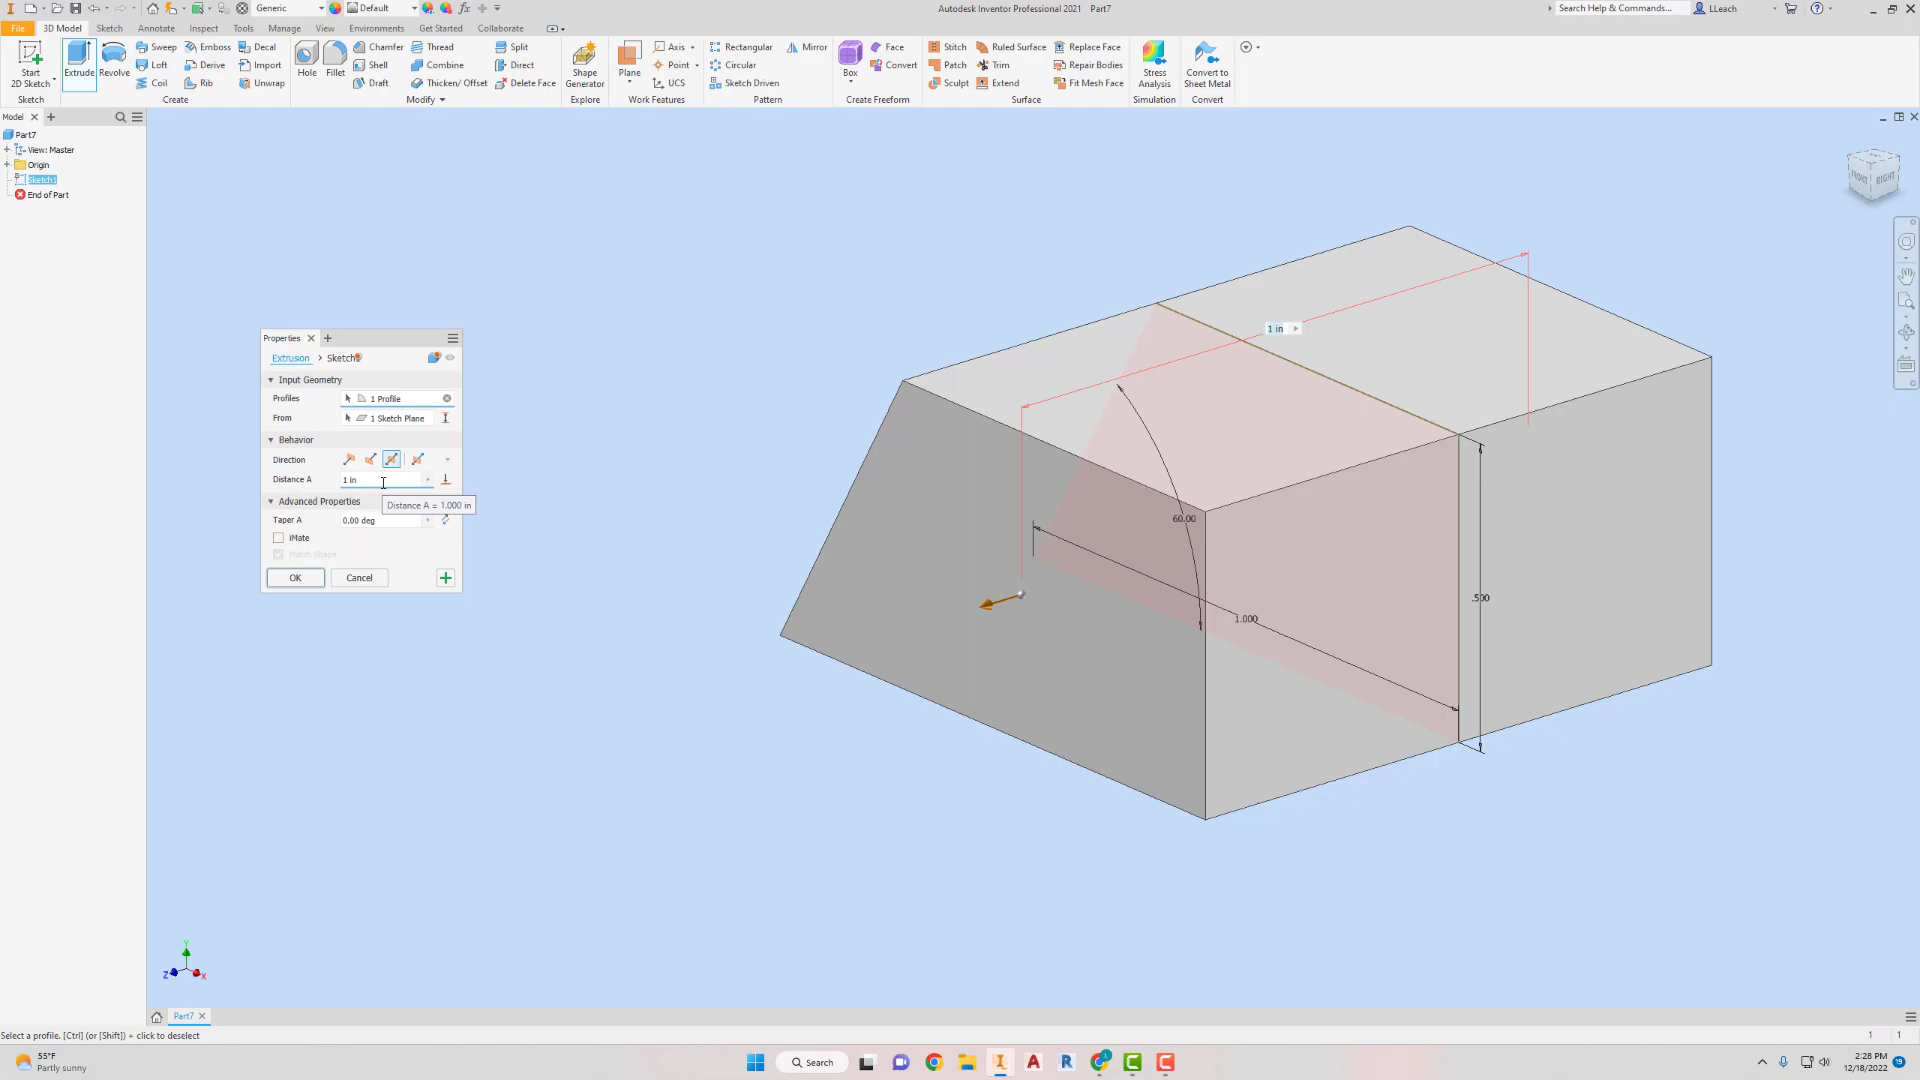 Generic
Default
fx
Autodesk Inventor Professional 2021   Part7
Search Help & Commands...
LLeach
File
3D Model
Sketch
Annotate
Inspect
Tools
Manage
View
Environments
Get Started
Collaborate
Start
2D Sketch
Extrude
Revolve
Sweep
Loft
Coil
Emboss
Derive
Rib
Decal
Import
Unwrap
Hole
Fillet
Chamfer
Shell
Draft
Thread
Combine
Thicken/ Offset
Split
Direct
Delete Face
Shape
Generator
Plane
Axis
Point
UCS
Rectangular
Circular
Sketch Driven
Mirror
Box
Face
Convert
Stitch
Patch
Sculpt
Ruled Surface
Trim
Extend
Replace Face
Repair Bodies
Fit Mesh Face
Stress
Analysis
Convert to
Sheet Metal
Sketch
Create
Modify
Explore
Work Features
Pattern
Create Freeform
Surface
Simulation
Convert
Model
Part7
View: Master
Origin
Sketch1
End of Part
FRONT
RIGHT
Properties
Extrusion > Sketch
Input Geometry
Profiles
1 Profile
From
1 Sketch Plane
Behavior
Direction
Distance A
1 in
Distance A = 1.000 in
Advanced Properties
Taper A
0.00 deg
iMate
Match Shape
OK
Cancel
1 in
60.00
1.000
.500
Y
Z
X
Part7
Select a profile, [Ctrl] (or [Shift]) + click to deselect
1
1
55°F
Partly sunny
Search
A
R
2:28 PM
12/18/2022
19